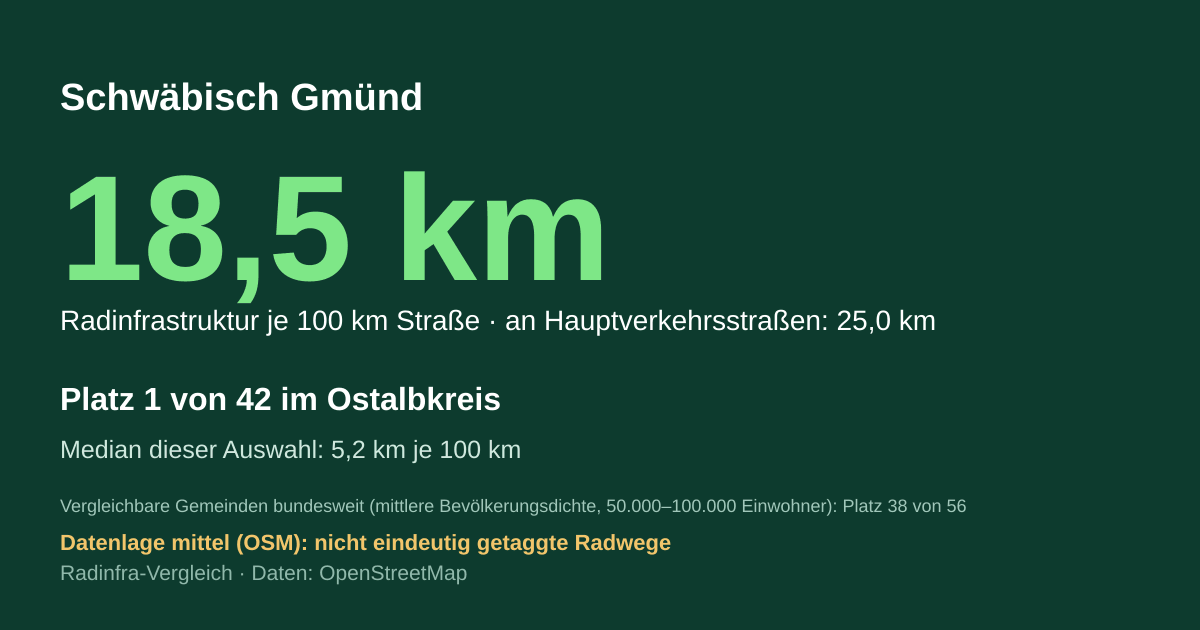 Schwäbisch Gmünd
18,5 km
Radinfrastruktur je 100 km Straße · an Hauptverkehrsstraßen: 25,0 km
Platz 1 von 42 im Ostalbkreis
Median dieser Auswahl: 5,2 km je 100 km
Vergleichbare Gemeinden bundesweit (mittlere Bevölkerungsdichte, 50.000–100.000 Einwohner): Platz 38 von 56
Datenlage mittel (OSM): nicht eindeutig getaggte Radwege
Radinfra-Vergleich · Daten: OpenStreetMap